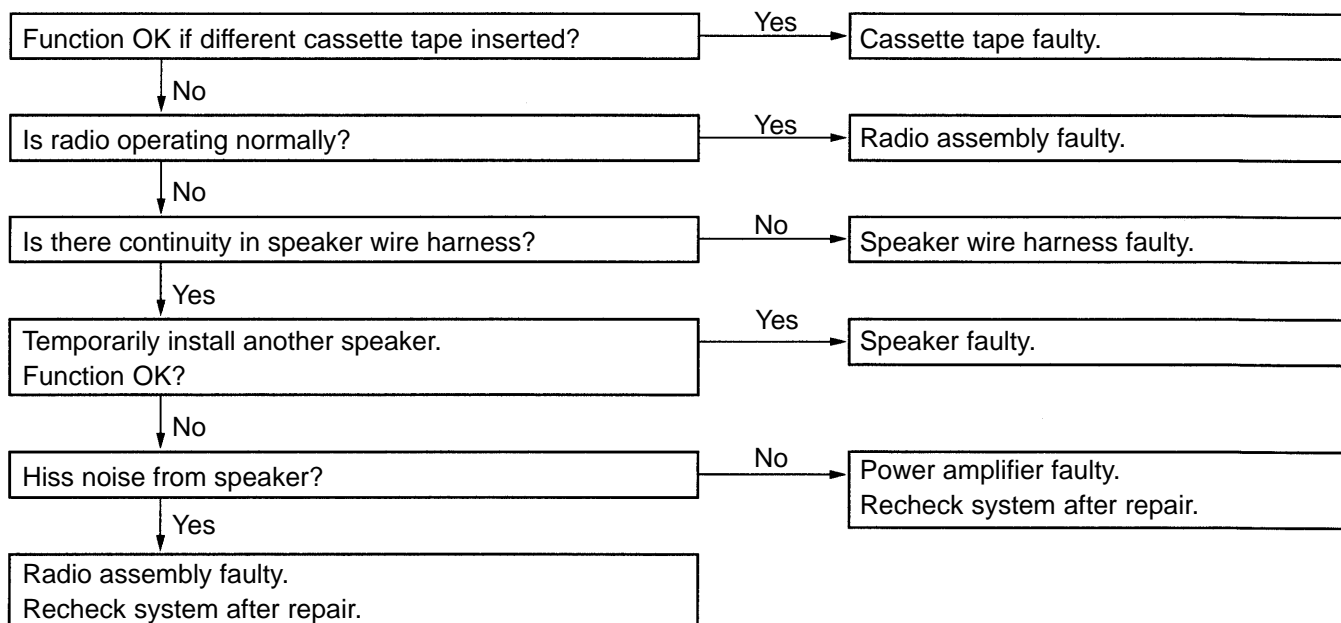 Function OK if different cassette tape inserted?
Yes
Cassette tape faulty.
No
Is radio operating normally?
Yes
Radio assembly faulty.
No
Is there continuity in speaker wire harness?
No
Speaker wire harness faulty.
Yes
Temporarily install another speaker.
Function OK?
Yes
Speaker faulty.
No
Hiss noise from speaker?
No
Power amplifier faulty.
Recheck system after repair.
Yes
Radio assembly faulty.
Recheck system after repair.